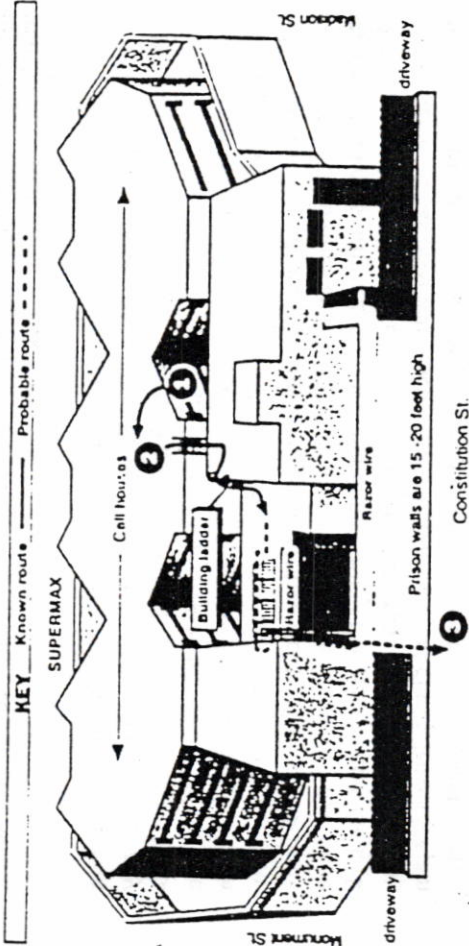 KEY Known route Probable route
SUPERMAX
Cell houses
Madison St.
1
2
Building ladder
Razor wire
Razor wire
driveway
Prison walls are 15-20 feet high
Monument St.
driveway
3
Constitution St.